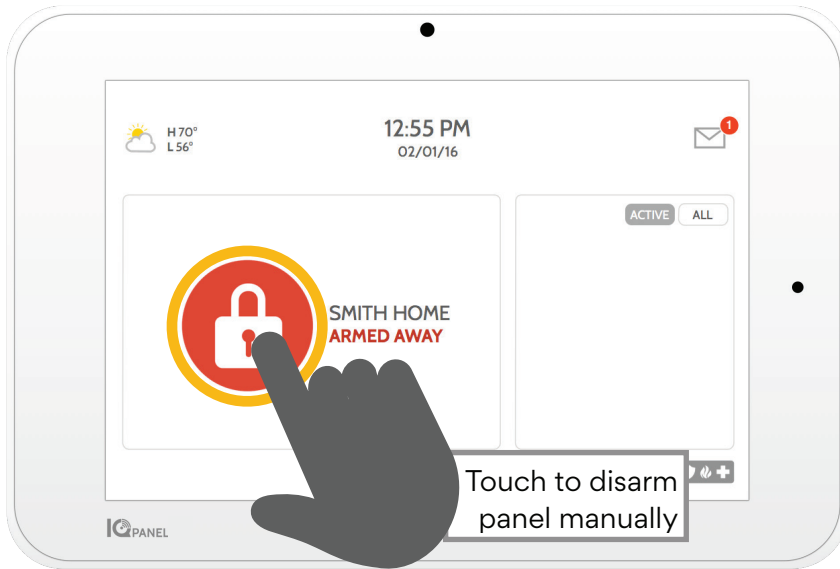 H 70°
L 56°
12:55 PM
02/01/16
1
ACTIVE
ALL
SMITH HOME
ARMED AWAY
Touch to disarm
panel manually
IQ PANEL